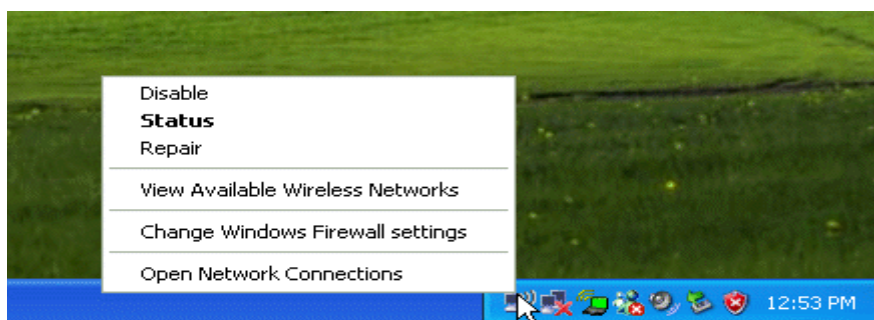 Disable
Status
Repair
View Available Wireless Networks
Change Windows Firewall settings
Open Network Connections
12:53 PM